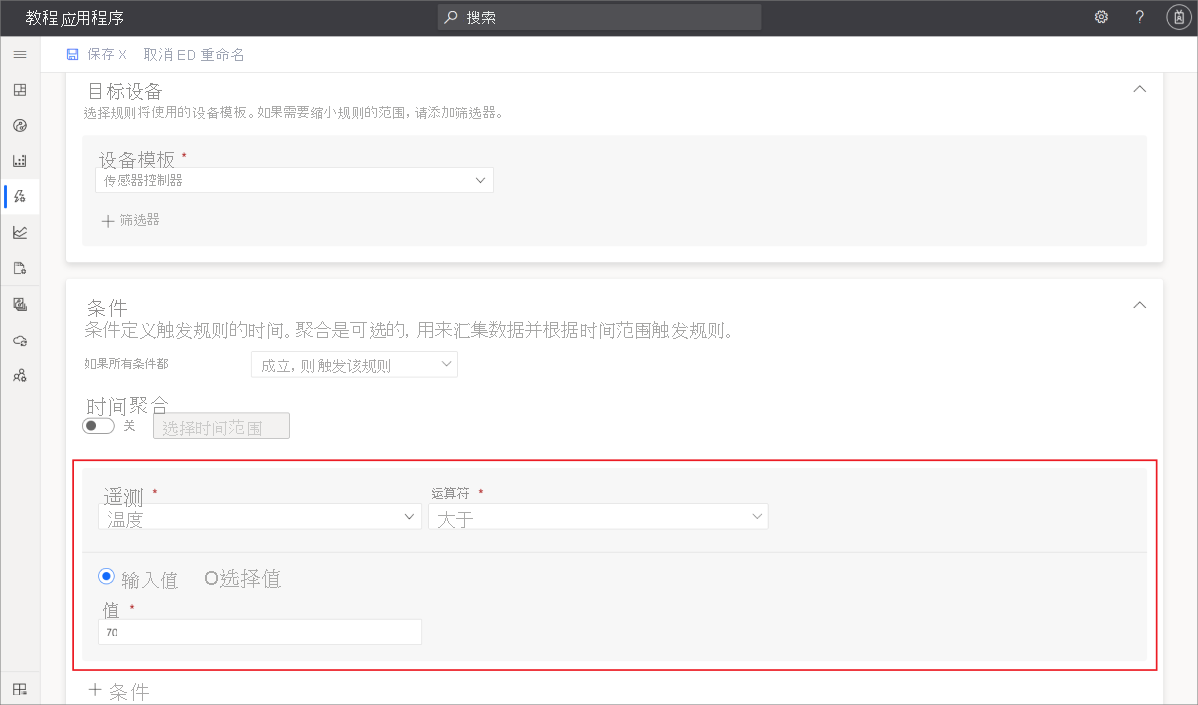 教程应用程序
搜索
?
保存 X 取消 ED 重命名
目标设备
选择规则将使用的设备模板。如果需要缩小规则的范围, 请添加筛选器。
设备模板 *
传感器控制器
+ 筛选器
条件
条件定义触发规则的时间。聚合是可选的, 用来汇集数据并根据时间范围触发规则。
如果所有条件都 成立, 则触发该规则
时间聚合
关 选择时间范围
遥测 * 运算符 *
温度 大于
输入值 O选择值
值 *
70
+ 条件